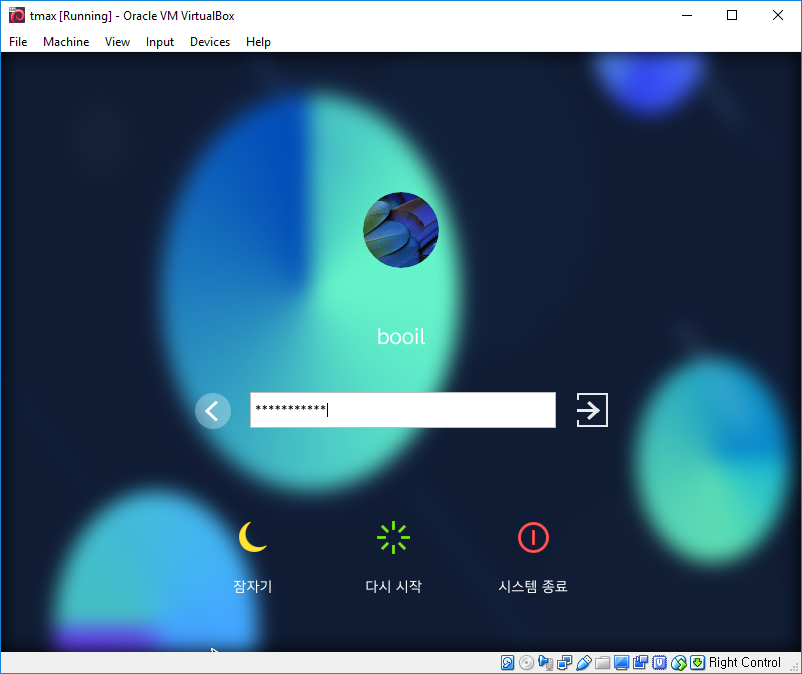 tmax [Running] - Oracle VM VirtualBox
File Machine View Input Devices Help
booil
***********
잠자기 다시 시작 시스템 종료
Right Control